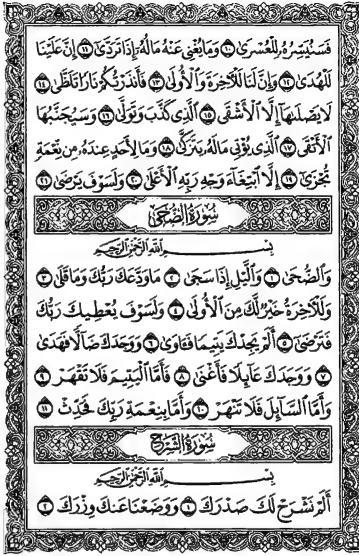 فَسَنُيَسِّرُهُۥ لِلْعُسْرَىٰ ١٠ وَمَا يُغْنِى عَنْهُ مَالُهُۥٓ إِذَا تَرَدَّىٰٓ ١١ إِنَّ عَلَيْنَا
لَلْهُدَىٰ ١٢ وَإِنَّ لَنَا لَلْـَٔاخِرَةَ وَٱلْأُولَىٰ ١٣ فَأَنذَرْتُكُمْ نَارًا تَلَظَّىٰ ١٤
لَا يَصْلَىٰهَآ إِلَّا ٱلْأَشْقَى ١٥ ٱلَّذِى كَذَّبَ وَتَوَلَّىٰ ١٦ وَسَيُجَنَّبُهَا
ٱلْأَتْقَى ١٧ ٱلَّذِى يُؤْتِى مَالَهُۥ يَتَزَكَّىٰ ١٨ وَمَا لِأَحَدٍ عِندَهُۥ مِن نِّعْمَةٍ
تُجْزَىٰٓ ١٩ إِلَّا ٱبْتِغَآءَ وَجْهِ رَبِّهِ ٱلْأَعْلَىٰ ٢٠ وَلَسَوْفَ يَرْضَىٰ ٢١
سُورَةُ الضُّحَىٰ
بِسْمِ ٱللَّهِ ٱلرَّحْمَٰنِ ٱلرَّحِيمِ
وَٱلضُّحَىٰ ١ وَٱلَّيْلِ إِذَا سَجَىٰ ٢ مَا وَدَّعَكَ رَبُّكَ وَمَا قَلَىٰ ٣
وَلَلْـَٔاخِرَةُ خَيْرٌ لَّكَ مِنَ ٱلْأُولَىٰ ٤ وَلَسَوْفَ يُعْطِيكَ رَبُّكَ
فَتَرْضَىٰٓ ٥ أَلَمْ يَجِدْكَ يَتِيمًا فَـَٔاوَىٰ ٦ وَوَجَدَكَ ضَآلًّا فَهَدَىٰ
٧ وَوَجَدَكَ عَآئِلًا فَأَغْنَىٰ ٨ فَأَمَّا ٱلْيَتِيمَ فَلَا تَقْهَرْ ٩
وَأَمَّا ٱلسَّآئِلَ فَلَا تَنْهَرْ ١٠ وَأَمَّا بِنِعْمَةِ رَبِّكَ فَحَدِّثْ ١١
سُورَةُ الشَّرْحِ
بِسْمِ ٱللَّهِ ٱلرَّحْمَٰنِ ٱلرَّحِيمِ
أَلَمْ نَشْرَحْ لَكَ صَدْرَكَ ١ وَوَضَعْنَا عَنكَ وِزْرَكَ ٢